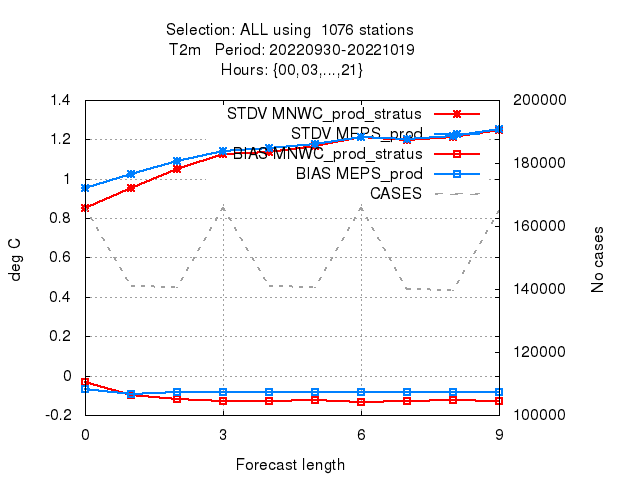 Selection: ALL using  1076 stations
T2m   Period: 20220930-20221019
Hours: {00,03,...,21}
1.4
1.2
1
0.8
0.6
0.4
0.2
0
-0.2
deg C
STDV MNWC_prod_stratus
STDV MEPS_prod
BIAS MNWC_prod_stratus
BIAS MEPS_prod
CASES
200000
180000
160000
140000
120000
100000
No cases
0 3 6 9
Forecast length